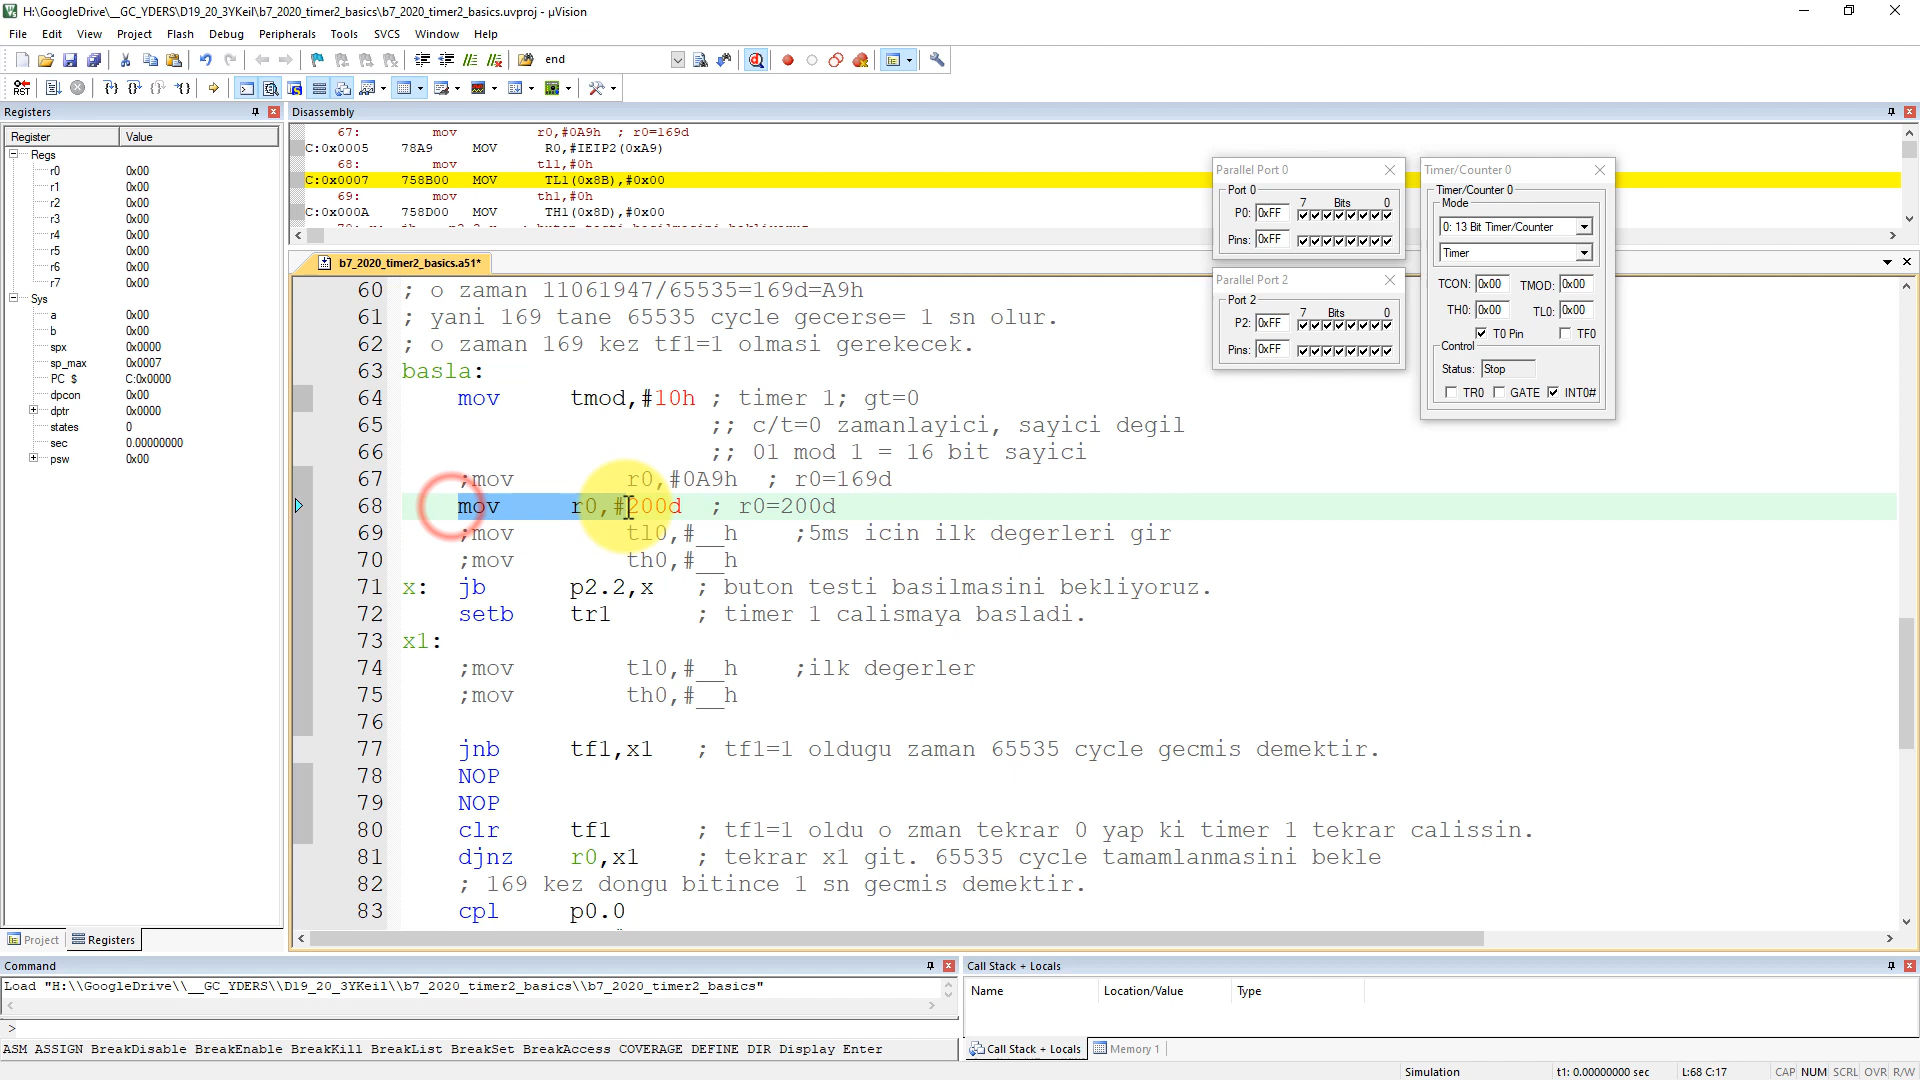 H:\GoogleDrive\__GC_YDERS\D19_20_3YKeil\b7_2020_timer2_basics\b7_2020_timer2_basics.uvproj - µVision
File Edit View Project Flash Debug Peripherals Tools SVCS Window Help
end
Registers
Register Value
Regs
r0 0x00
r1 0x00
r2 0x00
r3 0x00
r4 0x00
r5 0x00
r6 0x00
r7 0x00
Sys
a 0x00
b 0x00
spx 0x0000
sp_max 0x0007
PC $ C:0x0000
dpcon 0x00
dptr 0x0000
states 0
sec 0.00000000
psw 0x00
Project Registers
Disassembly
67: mov r0,#0A9h ; r0=169d
C:0x0005 78A9 MOV R0,#IEIP2(0xA9)
68: mov tl1,#0h
C:0x0007 758B00 MOV TL1(0x8B),#0x00
69: mov th1,#0h
C:0x000A 758D00 MOV TH1(0x8D),#0x00
Parallel Port 0
Port 0
7 Bits 0
P0: 0xFF
Pins: 0xFF
Parallel Port 2
Port 2
7 Bits 0
P2: 0xFF
Pins: 0xFF
Timer/Counter 0
Timer/Counter 0
Mode
0: 13 Bit Timer/Counter
Timer
TCON: 0x00 TMOD: 0x00
TH0: 0x00 TL0: 0x00
T0 Pin TF0
Control
Status: Stop
TR0 GATE INT0#
b7_2020_timer2_basics.a51*
60 ; o zaman 11061947/65535=169d=A9h
61 ; yani 169 tane 65535 cycle gecerse= 1 sn olur.
62 ; o zaman 169 kez tf1=1 olmasi gerekecek.
63 basla:
64 mov tmod,#10h ; timer 1; gt=0
65 ;; c/t=0 zamanlayici, sayici degil
66 ;; 01 mod 1 = 16 bit sayici
67 ;mov r0,#0A9h ; r0=169d
68 mov r0,#200d ; r0=200d
69 ;mov tl0,#__h ;5ms icin ilk degerleri gir
70 ;mov th0,#__h
71 x: jb p2.2,x ; buton testi basilmasini bekliyoruz.
72 setb tr1 ; timer 1 calismaya basladi.
73 x1:
74 ;mov tl0,#__h ;ilk degerler
75 ;mov th0,#__h
76
77 jnb tf1,x1 ; tf1=1 oldugu zaman 65535 cycle gecmis demektir.
78 NOP
79 NOP
80 clr tf1 ; tf1=1 oldu o zman tekrar 0 yap ki timer 1 tekrar calissin.
81 djnz r0,x1 ; tekrar x1 git. 65535 cycle tamamlanmasini bekle
82 ; 169 kez dongu bitince 1 sn gecmis demektir.
83 cpl p0.0
Command
Load "H:\\GoogleDrive\\__GC_YDERS\\D19_20_3YKeil\\b7_2020_timer2_basics\\b7_2020_timer2_basics"
>
ASM ASSIGN BreakDisable BreakEnable BreakKill BreakList BreakSet BreakAccess COVERAGE DEFINE DIR Display Enter
Call Stack + Locals
Name Location/Value Type
Call Stack + Locals Memory 1
Simulation t1: 0.00000000 sec L:68 C:17 CAP NUM SCRL OVR R/W